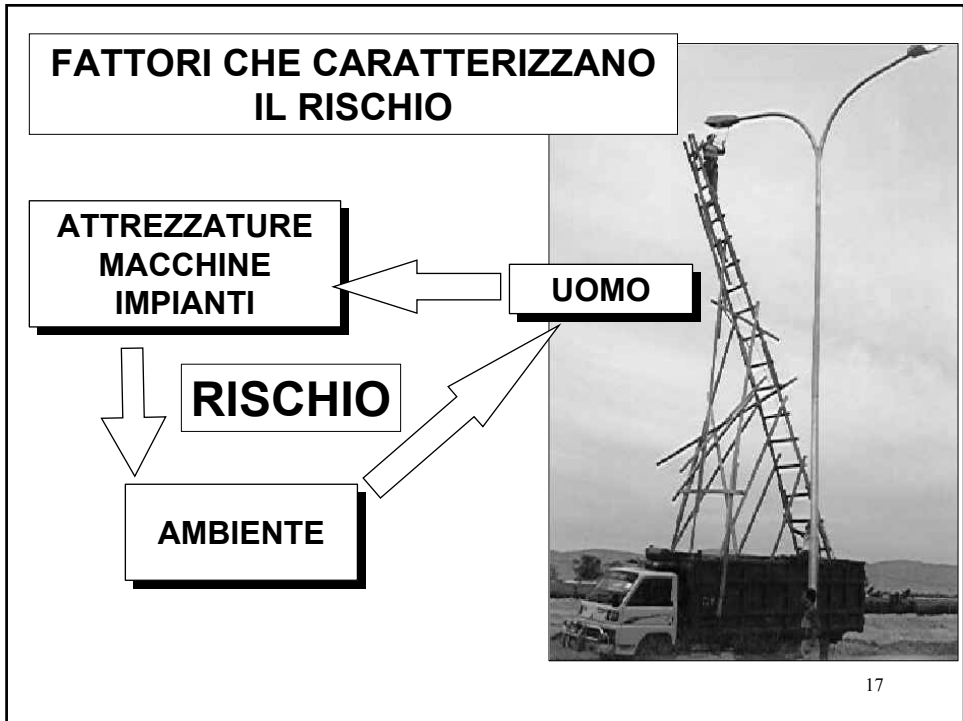 FATTORI CHE CARATTERIZZANO
IL RISCHIO
ATTREZZATURE
MACCHINE
IMPIANTI
UOMO
RISCHIO
AMBIENTE
17